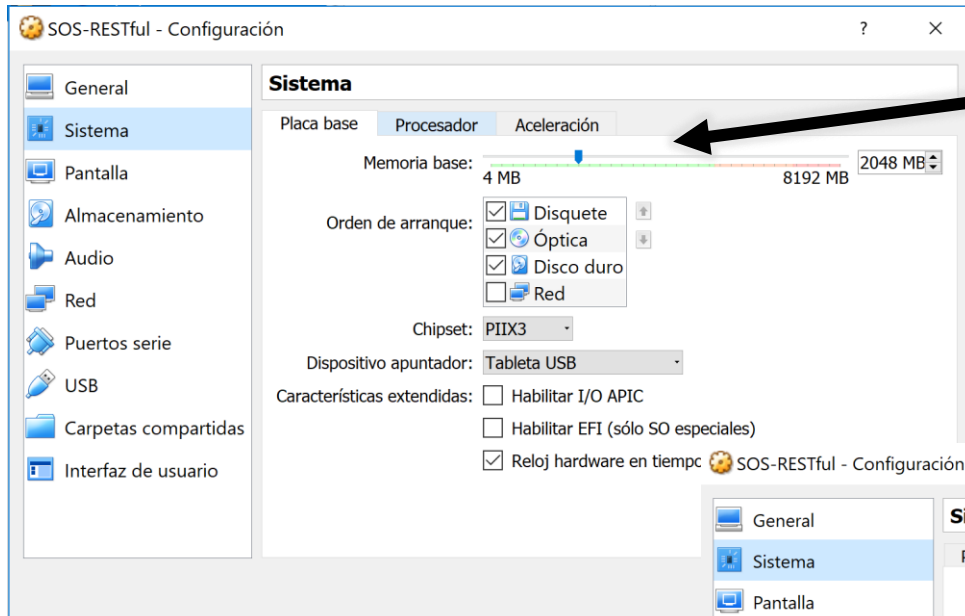 SOS-RESTful - Configuración
General
Sistema
Pantalla
Almacenamiento
Audio
Red
Puertos serie
USB
Carpetas compartidas
Interfaz de usuario
Sistema
Placa base Procesador Aceleración
Memoria base: 2048 MB
4 MB 8192 MB
Orden de arranque:
Disquete
Óptica
Disco duro
Red
Chipset: PIIX3
Dispositivo apuntador: Tableta USB
Características extendidas: Habilitar I/O APIC
Habilitar EFI (sólo SO especiales)
Reloj hardware en tiempo
SOS-RESTful - Configuración
General
Sistema
Pantalla